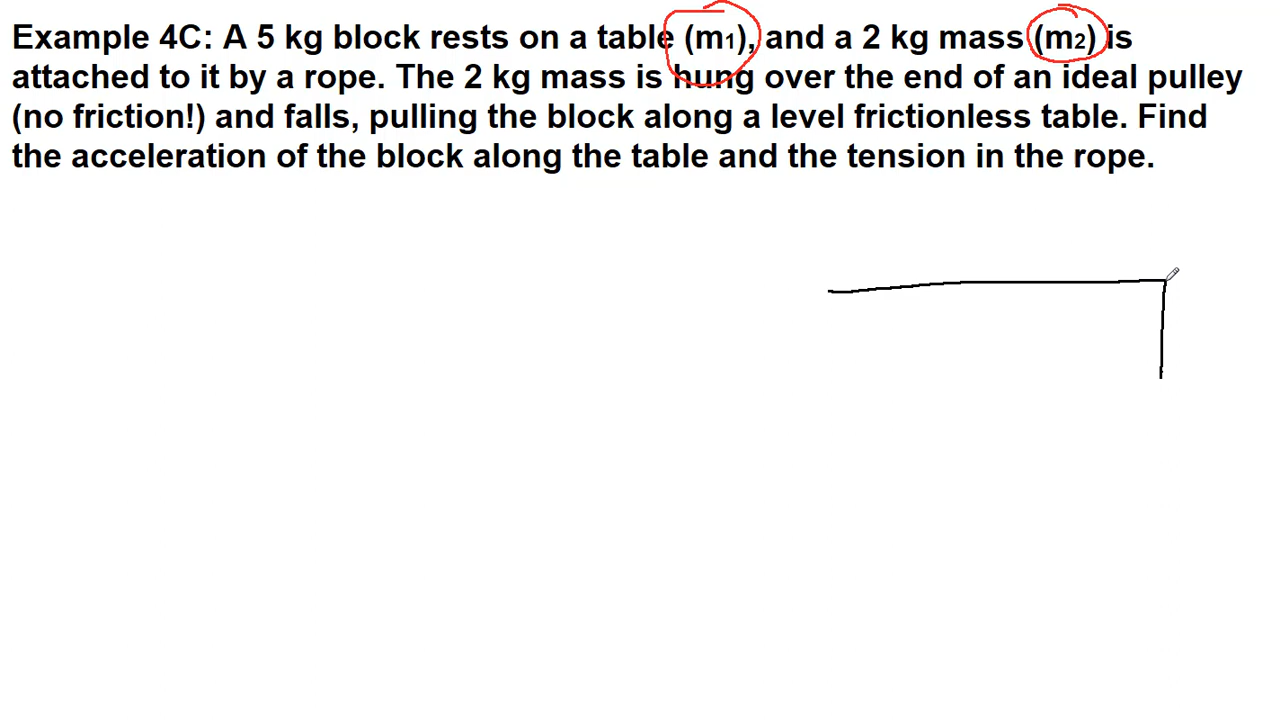 Example 4C: A 5 kg block rests on a table (m1), and a 2 kg mass (m2) is
attached to it by a rope. The 2 kg mass is hung over the end of an ideal pulley
(no friction!) and falls, pulling the block along a level frictionless table. Find
the acceleration of the block along the table and the tension in the rope.